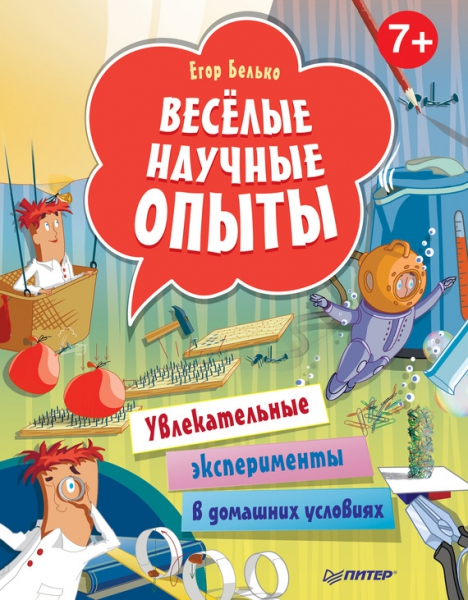 7+
Егор Белько
ВЕСЁЛЫЕ
НАУЧНЫЕ
ОПЫТЫ
Увлекательные
эксперименты
в домашних условиях
ПИТЕР®